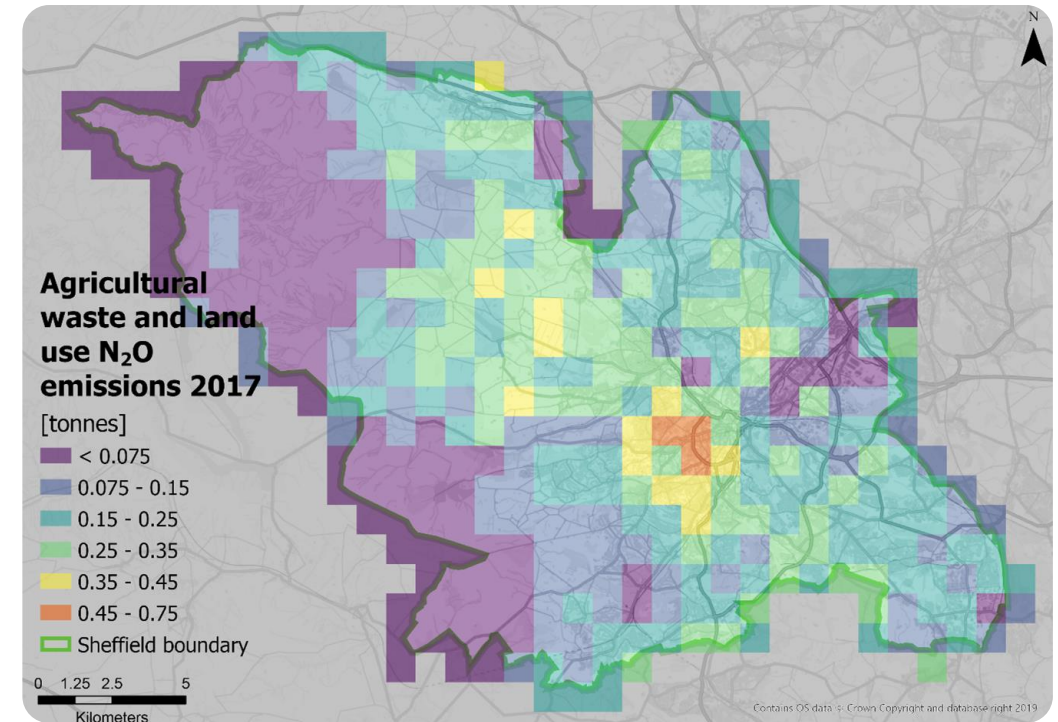 N
Agricultural
waste and land
use N₂O
emissions 2017
[tonnes]
< 0.075
0.075 - 0.15
0.15 - 0.25
0.25 - 0.35
0.35 - 0.45
0.45 - 0.75
Sheffield boundary
0 1.25 2.5 5
Kilometers
Contains OS data © Crown Copyright and database right 2019